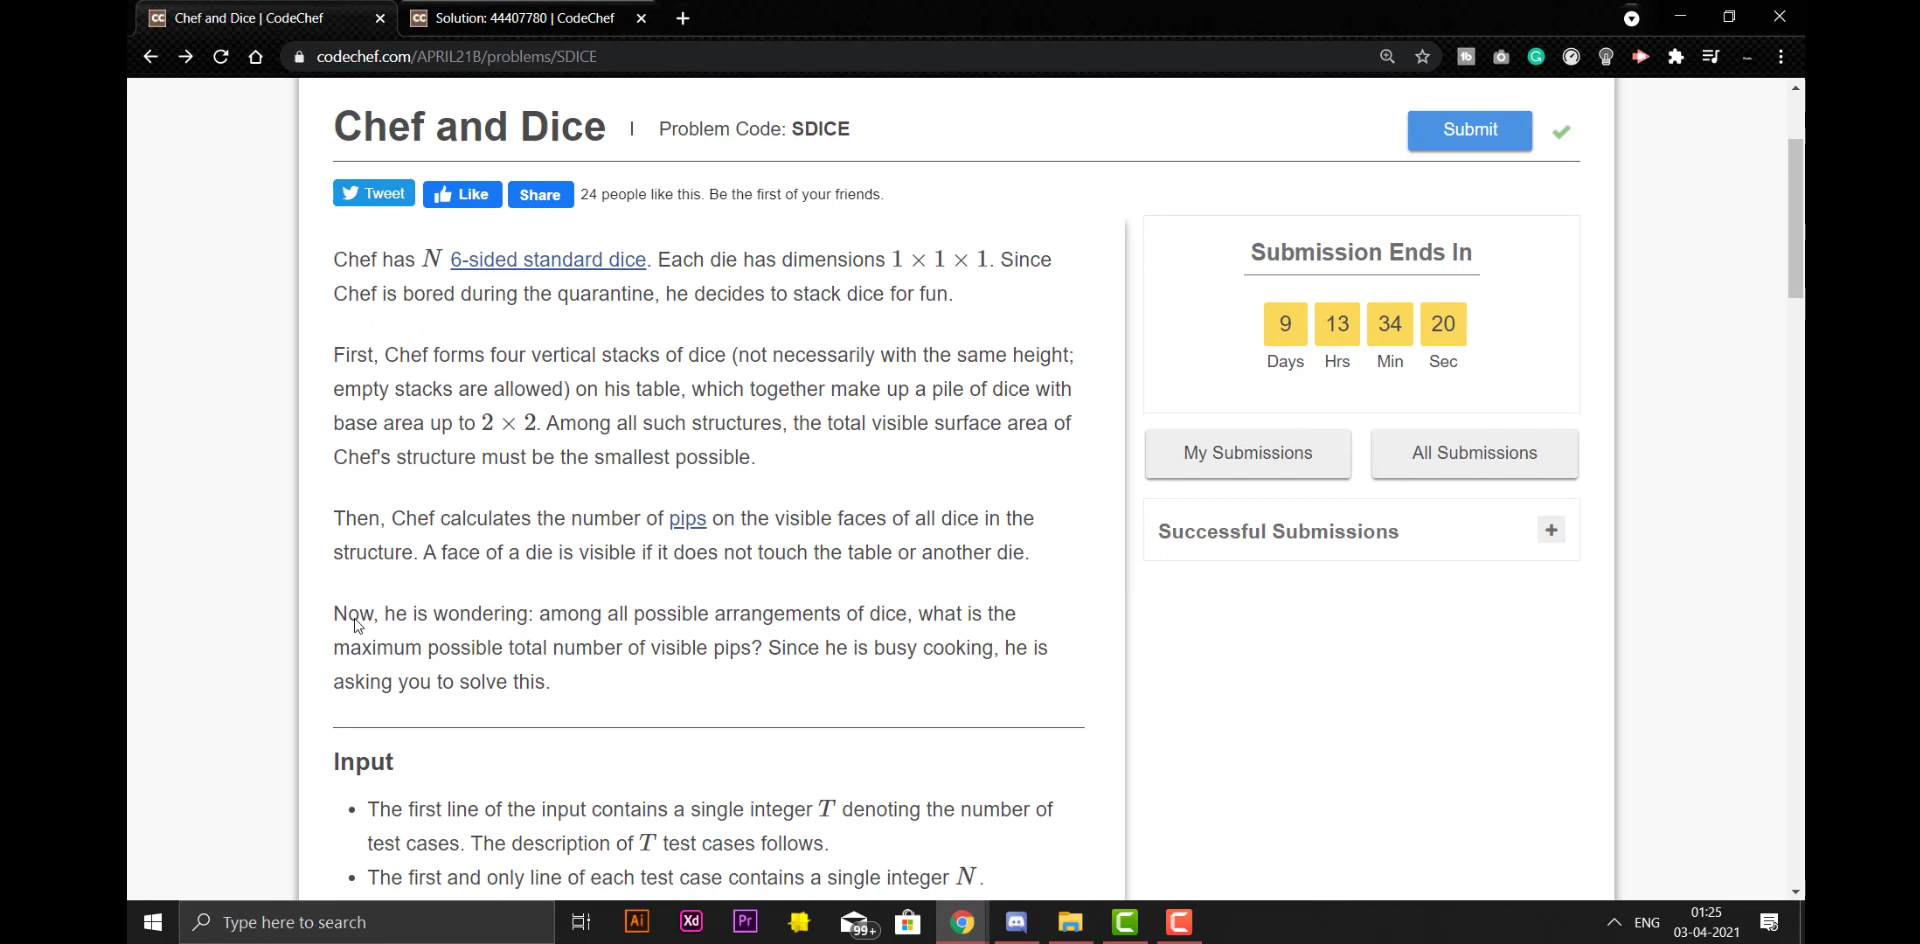 Chef and Dice | CodeChef
Solution: 44407780 | CodeChef
codechef.com/APRIL21B/problems/SDICE
Chef and Dice | Problem Code: SDICE
Submit
Tweet Like Share 24 people like this. Be the first of your friends.
Chef has N 6-sided standard dice. Each die has dimensions 1 × 1 × 1. Since
Chef is bored during the quarantine, he decides to stack dice for fun.
First, Chef forms four vertical stacks of dice (not necessarily with the same height;
empty stacks are allowed) on his table, which together make up a pile of dice with
base area up to 2 × 2. Among all such structures, the total visible surface area of
Chef's structure must be the smallest possible.
Then, Chef calculates the number of pips on the visible faces of all dice in the
structure. A face of a die is visible if it does not touch the table or another die.
Now, he is wondering: among all possible arrangements of dice, what is the
maximum possible total number of visible pips? Since he is busy cooking, he is
asking you to solve this.
Input
• The first line of the input contains a single integer T denoting the number of
test cases. The description of T test cases follows.
• The first and only line of each test case contains a single integer N.
Submission Ends In
9 13 34 20
Days Hrs Min Sec
My Submissions All Submissions
Successful Submissions +
Type here to search
Ai
Xd
Pr
99+
ENG
01:25
03-04-2021